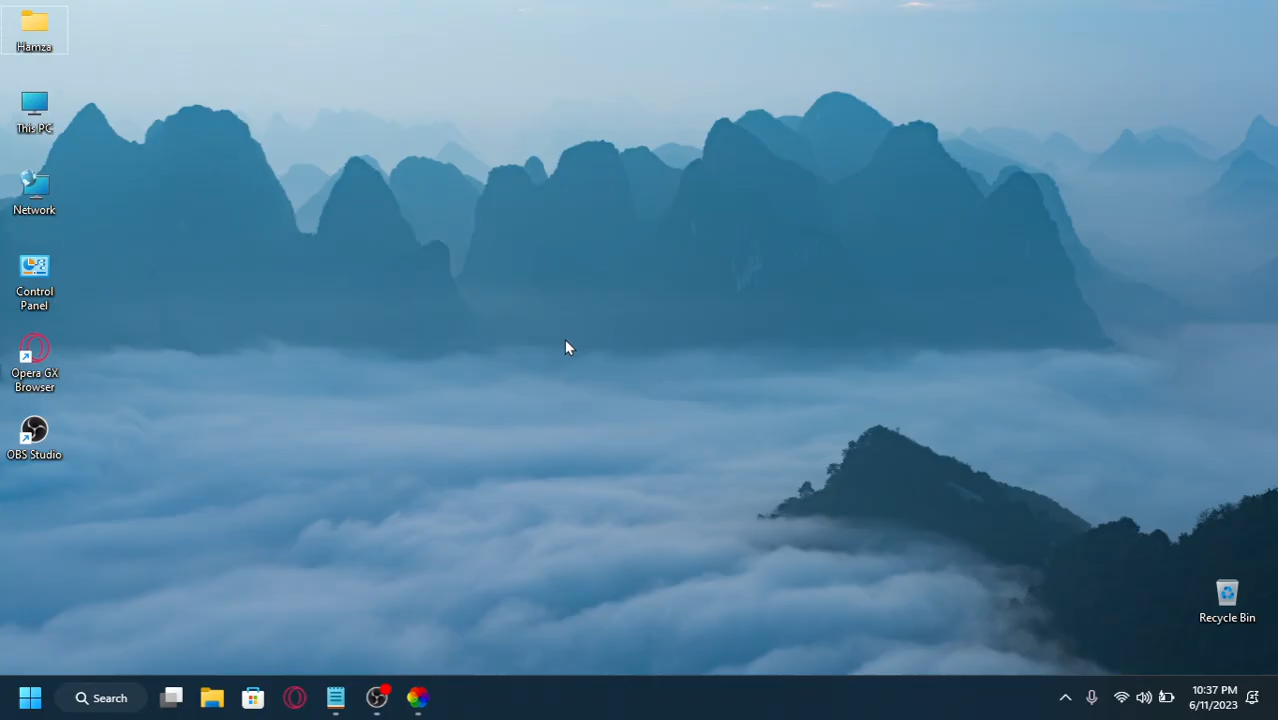 Hamza
This PC
Network
Control
Panel
Opera GX
Browser
OBS Studio
Recycle Bin
Search
10:37 PM
6/11/2023